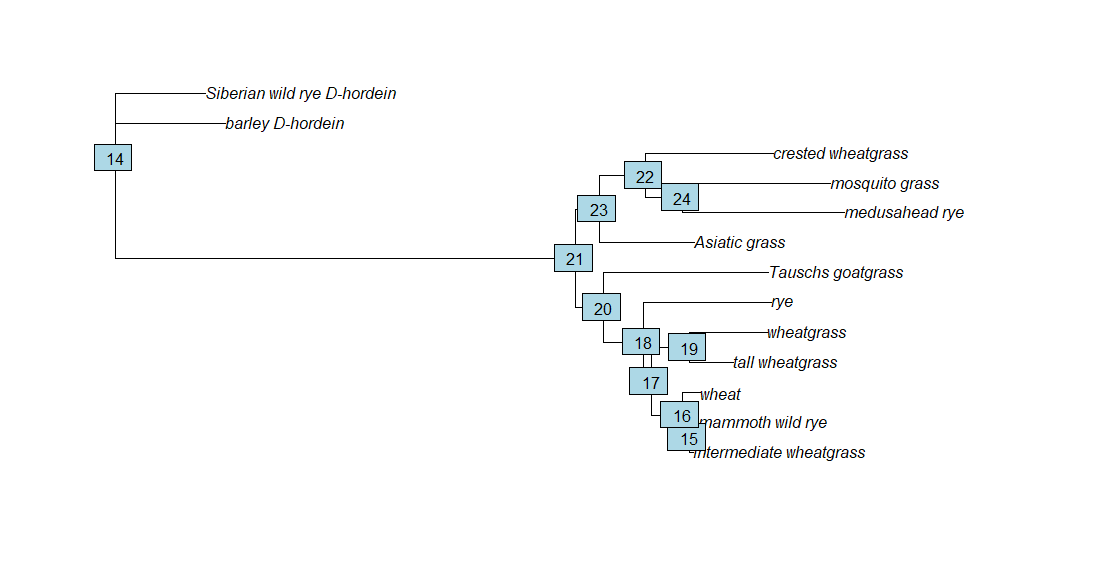 Siberian wild rye D-hordein
barley D-hordein
14
crested wheatgrass
22
mosquito grass
24
23
medusahead rye
Asiatic grass
21
Tauschs goatgrass
20
rye
wheatgrass
18
19
tall wheatgrass
17
wheat
16
mammoth wild rye
15
intermediate wheatgrass